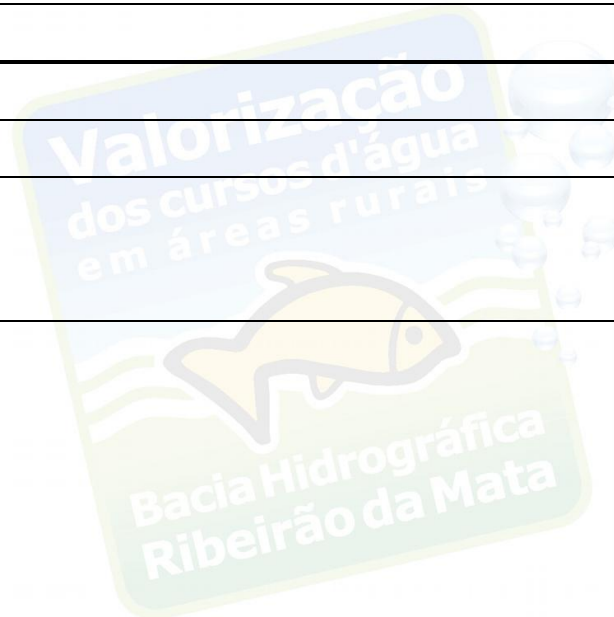 Valorização
dos cursos d'água
em áreas rurais
Bacia Hidrográfica
Ribeirão da Mata